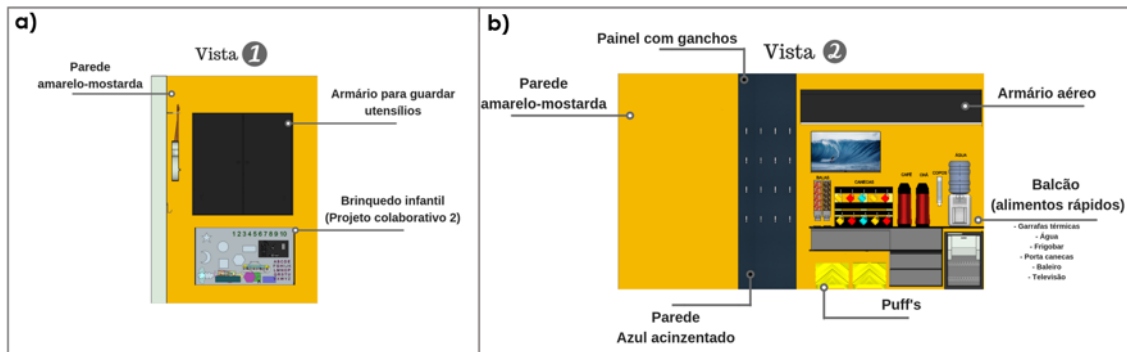 a)
Vista 1
Parede
amarelo-mostarda
Armário para guardar
utensílios
Brinquedo infantil
(Projeto colaborativo 2)
1 2 3 4 5 6 7 8 9 10
b)
Painel com ganchos
Vista 2
Parede
amarelo-mostarda
Armário aéreo
BALAS
CANECAS
CAFÉ
CHÁ
COPOS
ÁGUA
Balcão
(alimentos rápidos)
- Garrafas térmicas
- Água
- Frigobar
- Porta canecas
- Baleiro
- Televisão
Puff's
Parede
Azul acinzentado